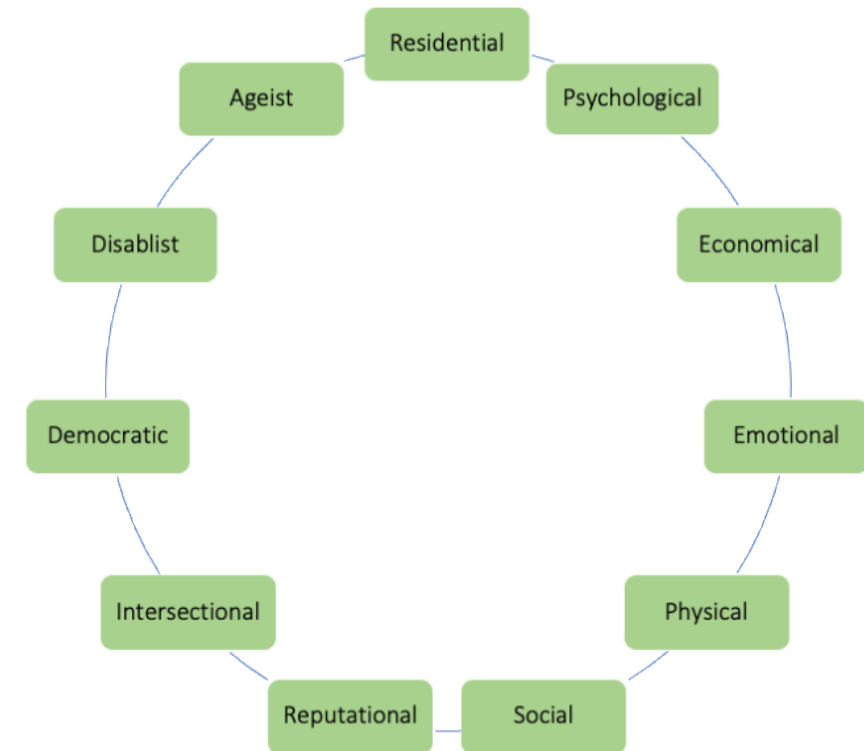 Residential
Psychological
Economical
Emotional
Physical
Social
Reputational
Intersectional
Democratic
Disablist
Ageist